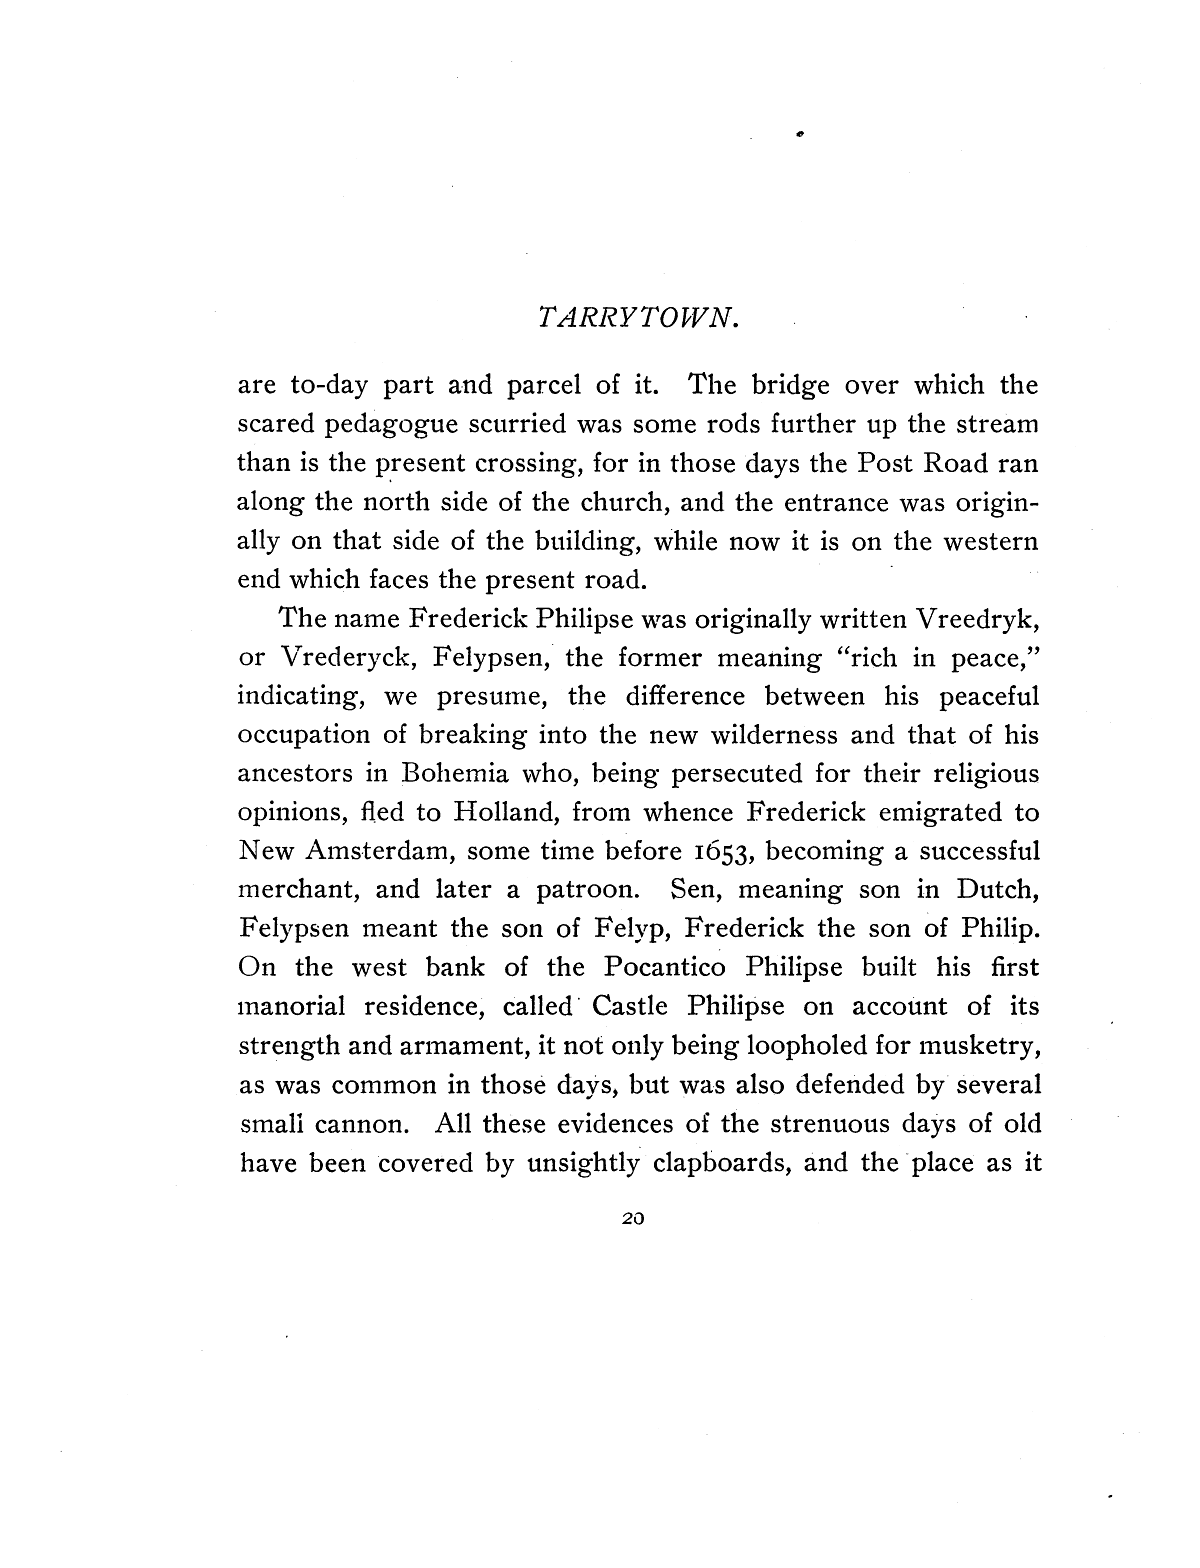 TARRYTOWN.
are to-day part and parcel of it. The bridge over which the
scared pedagogue scurried was some rods further up the stream
than is the present crossing, for in those days the Post Road ran
along the north side of the church, and the entrance was origin-
ally on that side of the building, while now it is on the western
end which faces the present road.
The name Frederick Philipse was originally written Vreedryk,
or Vrederyck, Felypsen, the former meaning “rich in peace,”
indicating, we presume, the difference between his peaceful
occupation of breaking into the new wilderness and that of his
ancestors in Bohemia who, being persecuted for their religious
opinions, fled to Holland, from whence Frederick emigrated to
New Amsterdam, some time before 1653, becoming a successful
merchant, and later a patroon. Sen, meaning son in Dutch,
Felypsen meant the son of Felyp, Frederick the son of Philip.
On the west bank of the Pocantico Philipse built his first
manorial residence, called Castle Philipse on account of its
strength and armament, it not only being loopholed for musketry,
as was common in those days, but was also defended by several
small cannon. All these evidences of the strenuous days of old
have been covered by unsightly clapboards, and the place as it
20